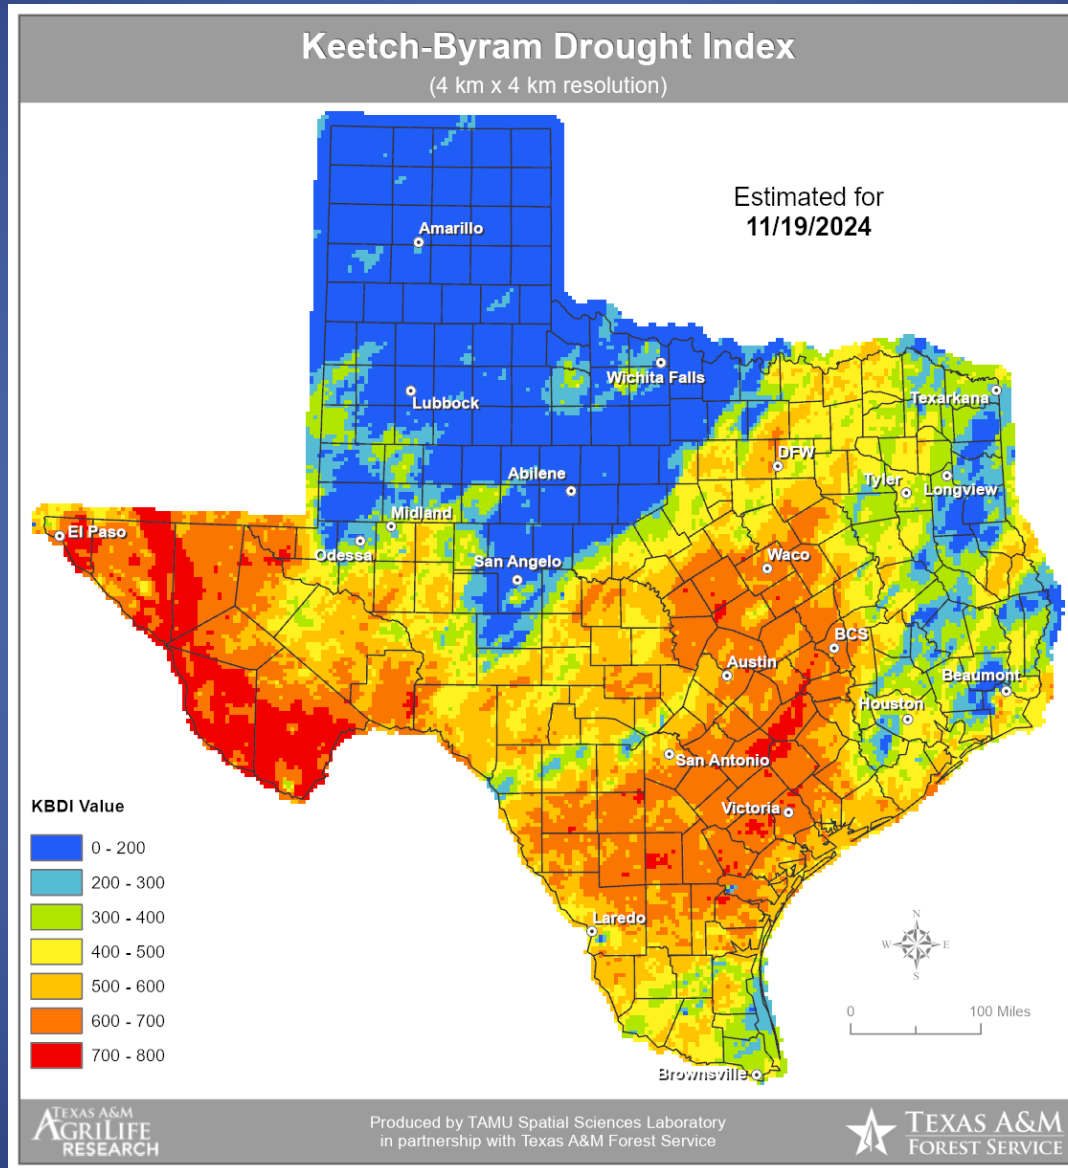 Keetch-Byram Drought Index
(4 km x 4 km resolution)
Estimated for
11/19/2024
Amarillo
Wichita Falls
Lubbock
Texarkana
DFW
Abilene
Tyler
Longview
Midland
El Paso
Odessa
San Angelo
Waco
BCS
Austin
Beaumont
Houston
San Antonio
Victoria
Laredo
Brownsville
KBDI Value
0 - 200
200 - 300
300 - 400
400 - 500
500 - 600
600 - 700
700 - 800
N
W E
S
0 100 Miles
TEXAS A&M
AGRILIFE
RESEARCH
Produced by TAMU Spatial Sciences Laboratory
in partnership with Texas A&M Forest Service
TEXAS A&M
FOREST SERVICE